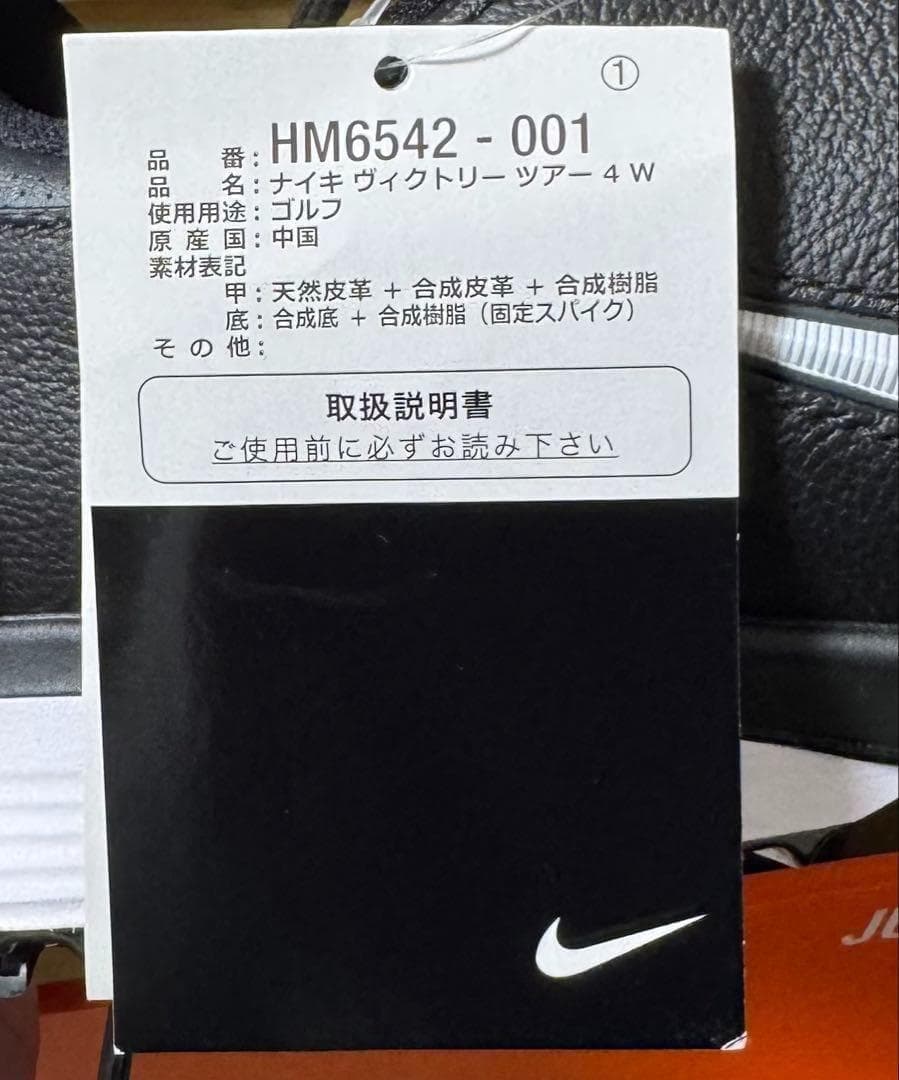 ①
品　番：HM6542 - 001
品　名：ナイキ ヴィクトリー ツアー 4 W
使用用途：ゴルフ
原 産 国：中国
素材表記
甲：天然皮革 ＋ 合成皮革 ＋ 合成樹脂
底：合成底 ＋ 合成樹脂（固定スパイク）
そ の 他：
取扱説明書
ご使用前に必ずお読み下さい